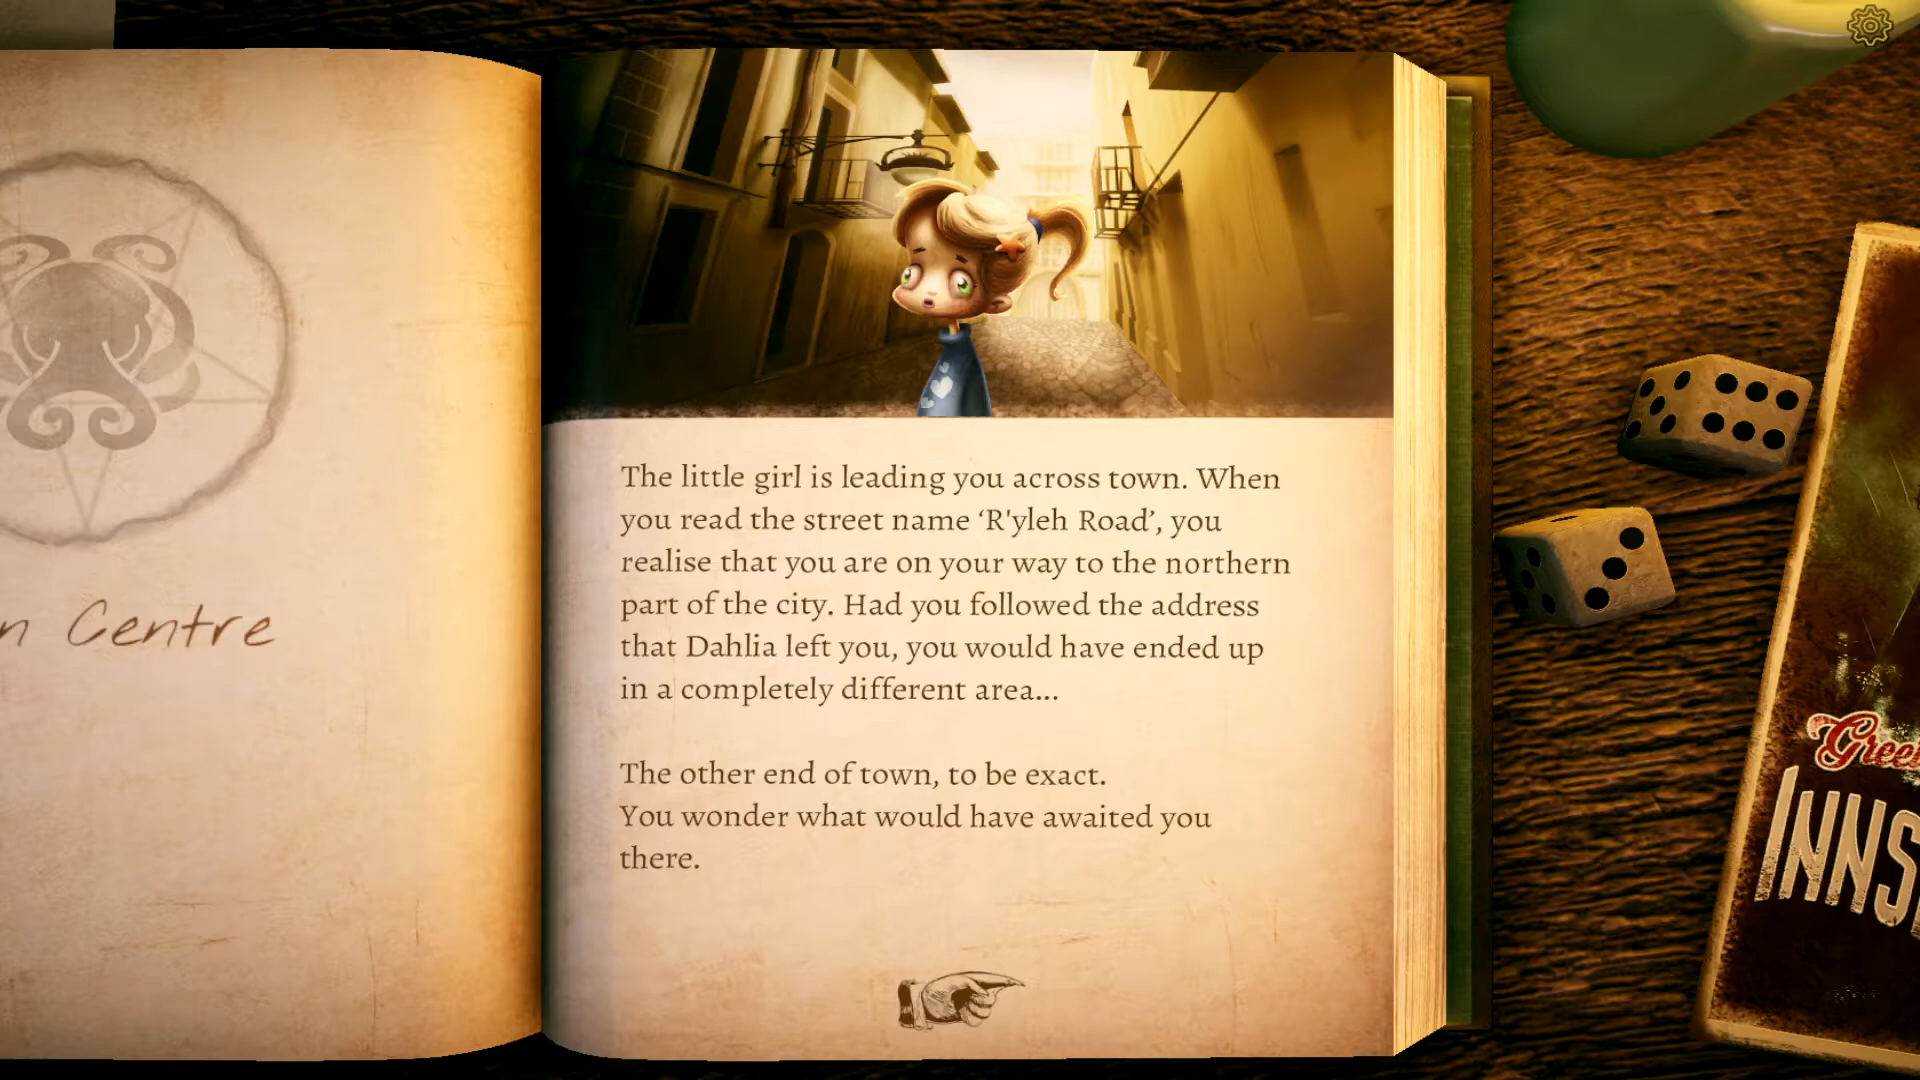 n Centre
The little girl is leading you across town. When
you read the street name ‘R'yleh Road’, you
realise that you are on your way to the northern
part of the city. Had you followed the address
that Dahlia left you, you would have ended up
in a completely different area...
The other end of town, to be exact.
You wonder what would have awaited you
there.
Gree
INNS